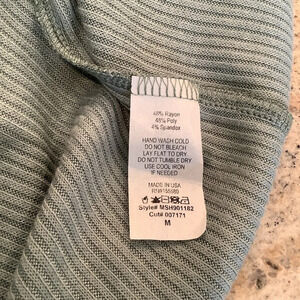 48% Rayon
48% Poly
4% Spandex
HAND WASH COLD
DO NOT BLEACH
LAY FLAT TO DRY
DO NOT TUMBLE DRY
USE COOL IRON
IF NEEDED
MADE IN USA
Style# MSH901182
Cut# 007171
M